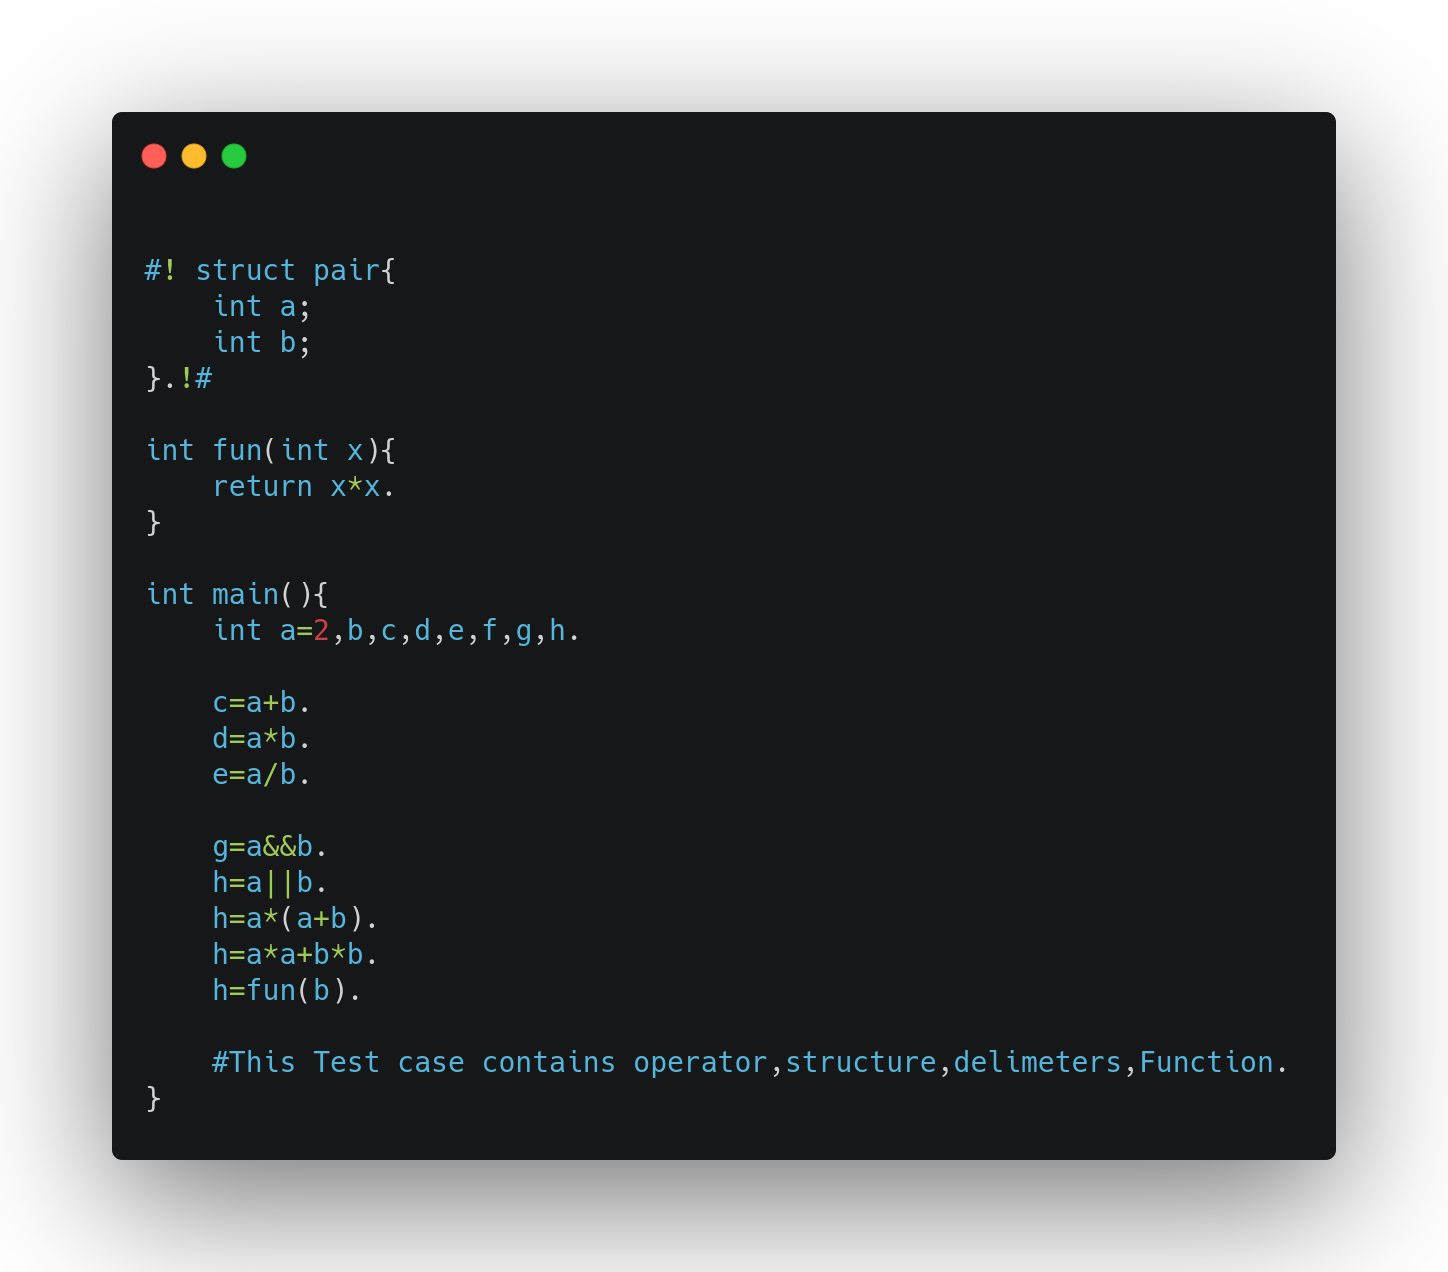 #! struct pair{
    int a;
    int b;
}.!#
int fun(int x){
    return x*x.
}
int main(){
    int a=2,b,c,d,e,f,g,h.
    c=a+b.
    d=a*b.
    e=a/b.
    g=a&&b.
    h=a||b.
    h=a*(a+b).
    h=a*a+b*b.
    h=fun(b).
    #This Test case contains operator,structure,delimeters,Function.
}